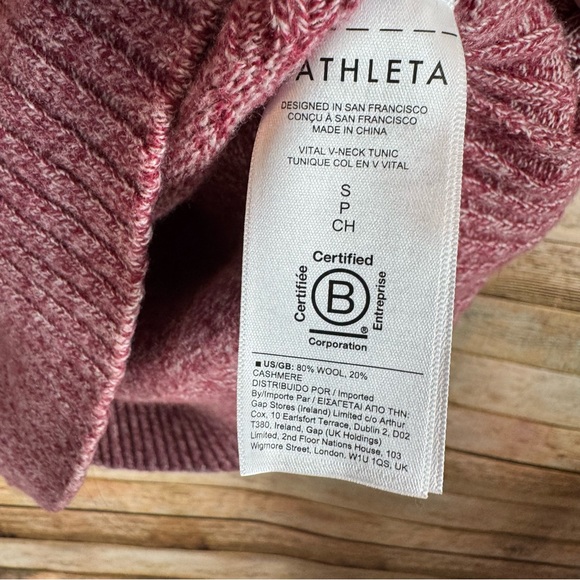 ATHLETA
DESIGNED IN SAN FRANCISCO
CONÇU À SAN FRANCISCO
MADE IN CHINA
VITAL V-NECK TUNIC
TUNIQUE COL EN V VITAL
S
P
CH
Certified
Certifiée
B
®
Entreprise
Corporation
■ US/GB: 80% WOOL, 20%
CASHMERE
DISTRIBUIDO POR / Imported
By/Importe Par / ΕΙΣΑΓΕΤΑΙ ΑΠΟ ΤΗΝ:
Gap Stores (Ireland) Limited c/o Arthur
Cox, 10 Earlsfort Terrace, Dublin 2, D02
T380, Ireland, Gap (UK Holdings)
Limited, 2nd Floor Nations House, 103
Wigmore Street, London. W1U 1QS, UK